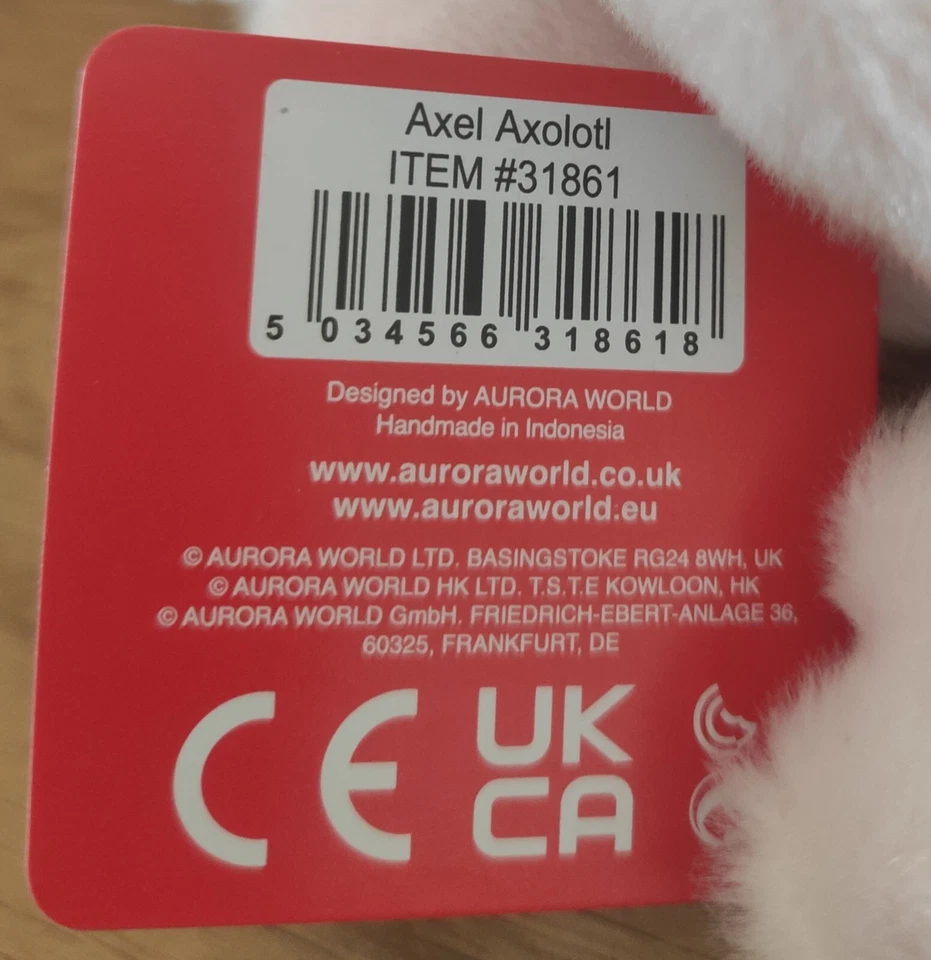 Axel Axolotl
ITEM #31861
5 034566 318618
Designed by AURORA WORLD
Handmade in Indonesia
www.auroraworld.co.uk
www.auroraworld.eu
© AURORA WORLD LTD. BASINGSTOKE RG24 8WH, UK
© AURORA WORLD HK LTD. T.S.T.E KOWLOON, HK
© AURORA WORLD GmbH. FRIEDRICH-EBERT-ANLAGE 36,
60325, FRANKFURT, DE
CE UK
CA